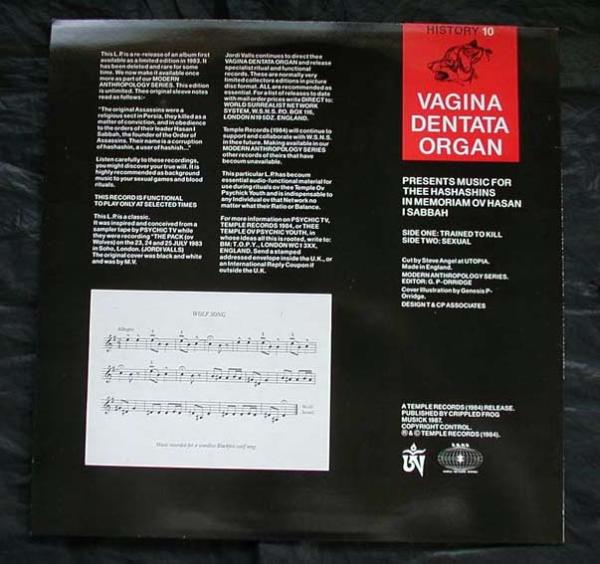 This L.P. is a re-release of an album first
available as a limited edition in 1983. It
has been deleted and rare for some
time. We now make it available once
more as part of our MODERN
ANTHROPOLOGY SERIES. This edition
is unlimited. Thee original sleeve notes
read as follows:-
"The original Assassins were a
religious sect in Persia, they killed as a
matter of conviction, and in obedience
to the orders of their leader Hasan I
Sabbah, the founder of the Order of
Assassins. Their name is a corruption
of hashashin, a user of hashish..."
Listen carefully to these recordings,
you might discover your true will. It is
highly recommended as background
music to your sexual games and blood
rituals.
THIS RECORD IS FUNCTIONAL
TO PLAY ONLY AT SELECTED TIMES
This L.P. is a classic.
It was inspired and conceived from a
sampler tape by PSYCHIC TV while
they were recording "THE PACK (ov
Wolves) on the 23, 24 and 25 JULY 1983
in Soho, London. (JORDI VALLS)
The original cover was black and white
and was by M.V.
Jordi Valls continues to direct thee
VAGINA DENTATA ORGAN and release
specialist ritual and functional
records. These are normally very
limited collectors editions in picture
disc format. ALL are recommended as
essential. For a list of releases to date
with mail order prices write DIRECT to:
WORLD SURREALIST NETWORK
SYSTEM, W.S.N.S. P.O. BOX 116,
LONDON N19 5DZ. ENGLAND.
Temple Records (1984) will continue to
support and collaborate with W.S.N.S.
in thee future. Making available in our
MODERN ANTHROPOLOGY SERIES
other records of theirs that have
becoum unavailable.
This particular L.P. has becoum
essential audio-functional material for
use during rituals ov thee Temple Ov
Psychick Youth and is indispensable to
any Individual ov that Network no
matter what their Ratio or Balance.
For more information on PSYCHIC TV,
TEMPLE RECORDS 1984, or THEE
TEMPLE OV PSYCHIC YOUTH, in
whose ideas all this is rooted, write to:
BM: T.O.P.Y., LONDON WC1 3XX,
ENGLAND. Send a stamped
addressed envelope inside the U.K., or
an International Reply Coupon if
outside the U.K.
HISTORY 10
VAGINA
DENTATA
ORGAN
PRESENTS MUSIC FOR
THEE HASHASHINS
IN MEMORIAM OV HASAN
I SABBAH
SIDE ONE: TRAINED TO KILL
SIDE TWO: SEXUAL
Cut by Steve Angel at UTOPIA.
Made in England.
MODERN ANTHROPOLOGY SERIES.
EDITOR: G. P-ORRIDGE
Cover Illustration by Genesis P-
Orridge.
DESIGN T & CP ASSOCIATES
WOLF SONG
Allegro
Music recorded for a wordless Blackfoot wolf song.
A TEMPLE RECORDS (1984) RELEASE.
PUBLISHED BY CRIPPLED FROG
MUSICK 1987.
COPYRIGHT CONTROL.
℗ & © TEMPLE RECORDS (1984).